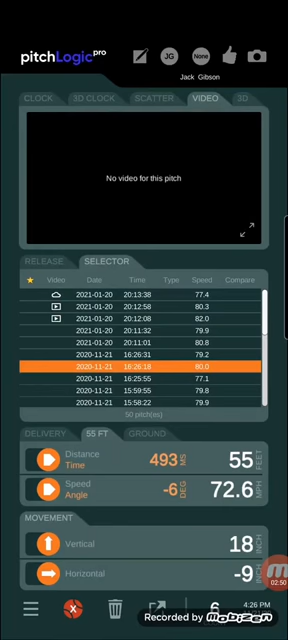 pitchLogic pro
JG None
Jack Gibson
CLOCK 3D CLOCK SCATTER VIDEO 3D
No video for this pitch
RELEASE SELECTOR
Video Date Time Type Speed Compare
2021-01-20 20:13:38 77.4
2021-01-20 20:12:58 80.3
2021-01-20 20:12:08 82.0
2021-01-20 20:11:32 79.9
2021-01-20 20:11:01 80.8
2020-11-21 16:26:31 79.2
2020-11-21 16:26:18 80.0
2020-11-21 16:25:55 77.1
2020-11-21 15:59:55 79.8
2020-11-21 15:58:22 79.9
50 pitch(es)
DELIVERY 55 FT GROUND
Distance
Time 493 MS 55 FEET
Speed
Angle -6 DEG 72.6 MPH
MOVEMENT
Vertical 18 INCH
Horizontal -9 INCH
02:50
4:26 PM
Recorded by MOBIZEN